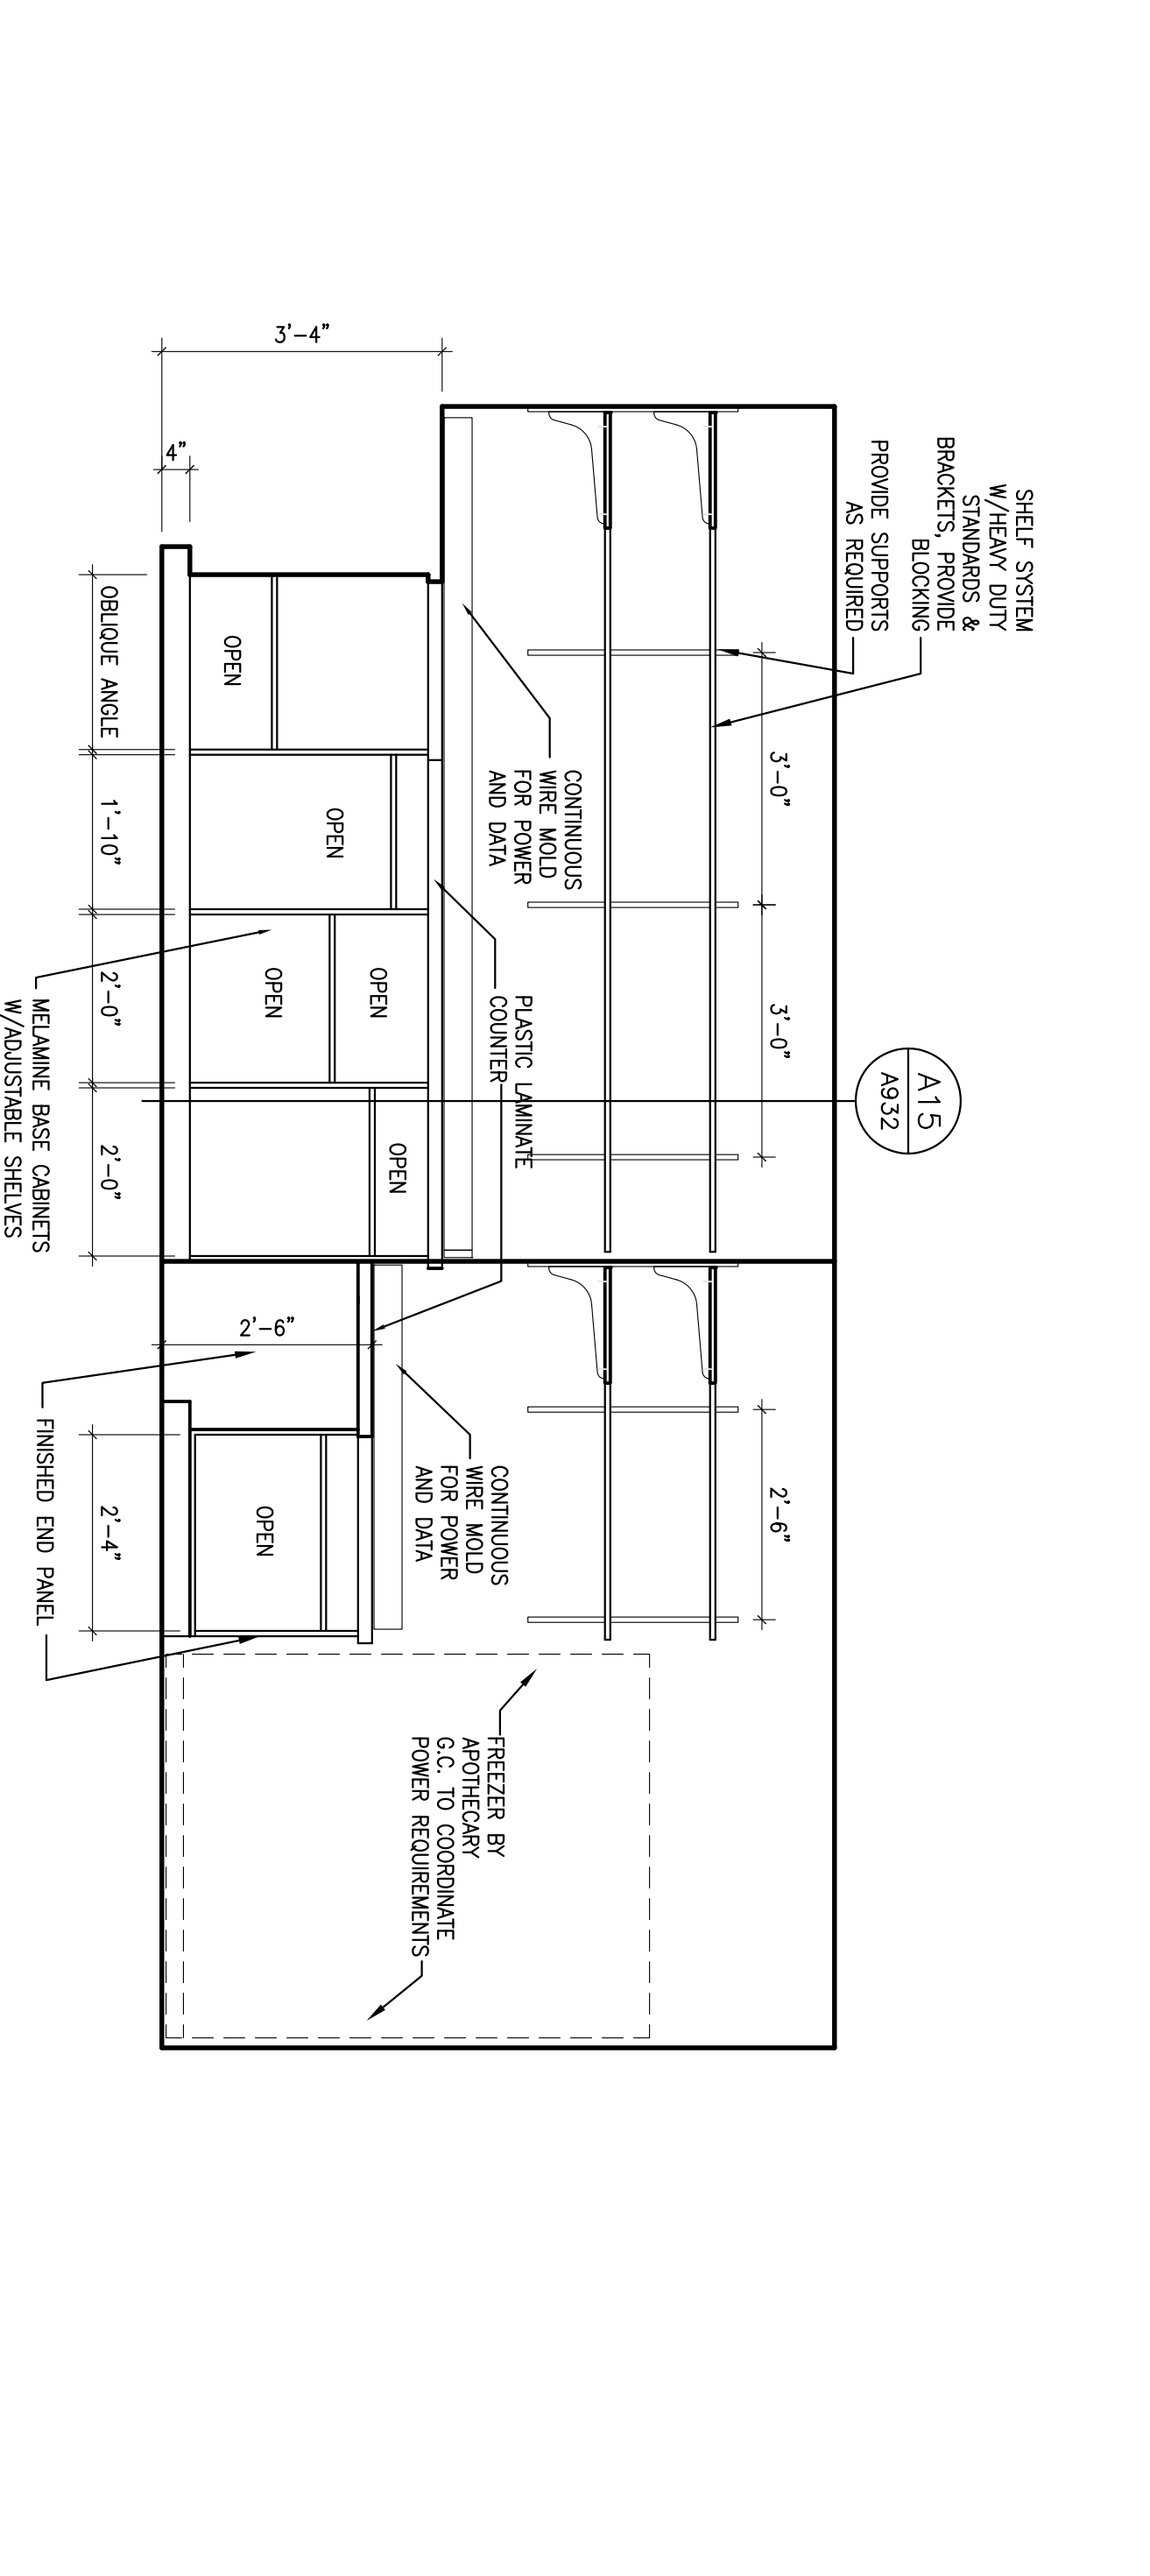 SHELF SYSTEM
W/HEAVY DUTY
STANDARDS &
BRACKETS, PROVIDE
BLOCKING
PROVIDE SUPPORTS
AS REQUIRED
A15
A932
3'-0"
3'-0"
2'-6"
3'-4"
4"
CONTINUOUS
WIRE MOLD
FOR POWER
AND DATA
PLASTIC LAMINATE
COUNTER
CONTINUOUS
WIRE MOLD
FOR POWER
AND DATA
FREEZER BY
APOTHECARY
G.C. TO COORDINATE
POWER REQUIREMENTS
OPEN
OPEN
OPEN
OPEN
OPEN
OPEN
2'-6"
OBLIQUE ANGLE
1'-10"
2'-0"
2'-0"
2'-4"
MELAMINE BASE CABINETS
W/ADJUSTABLE SHELVES
FINISHED END PANEL